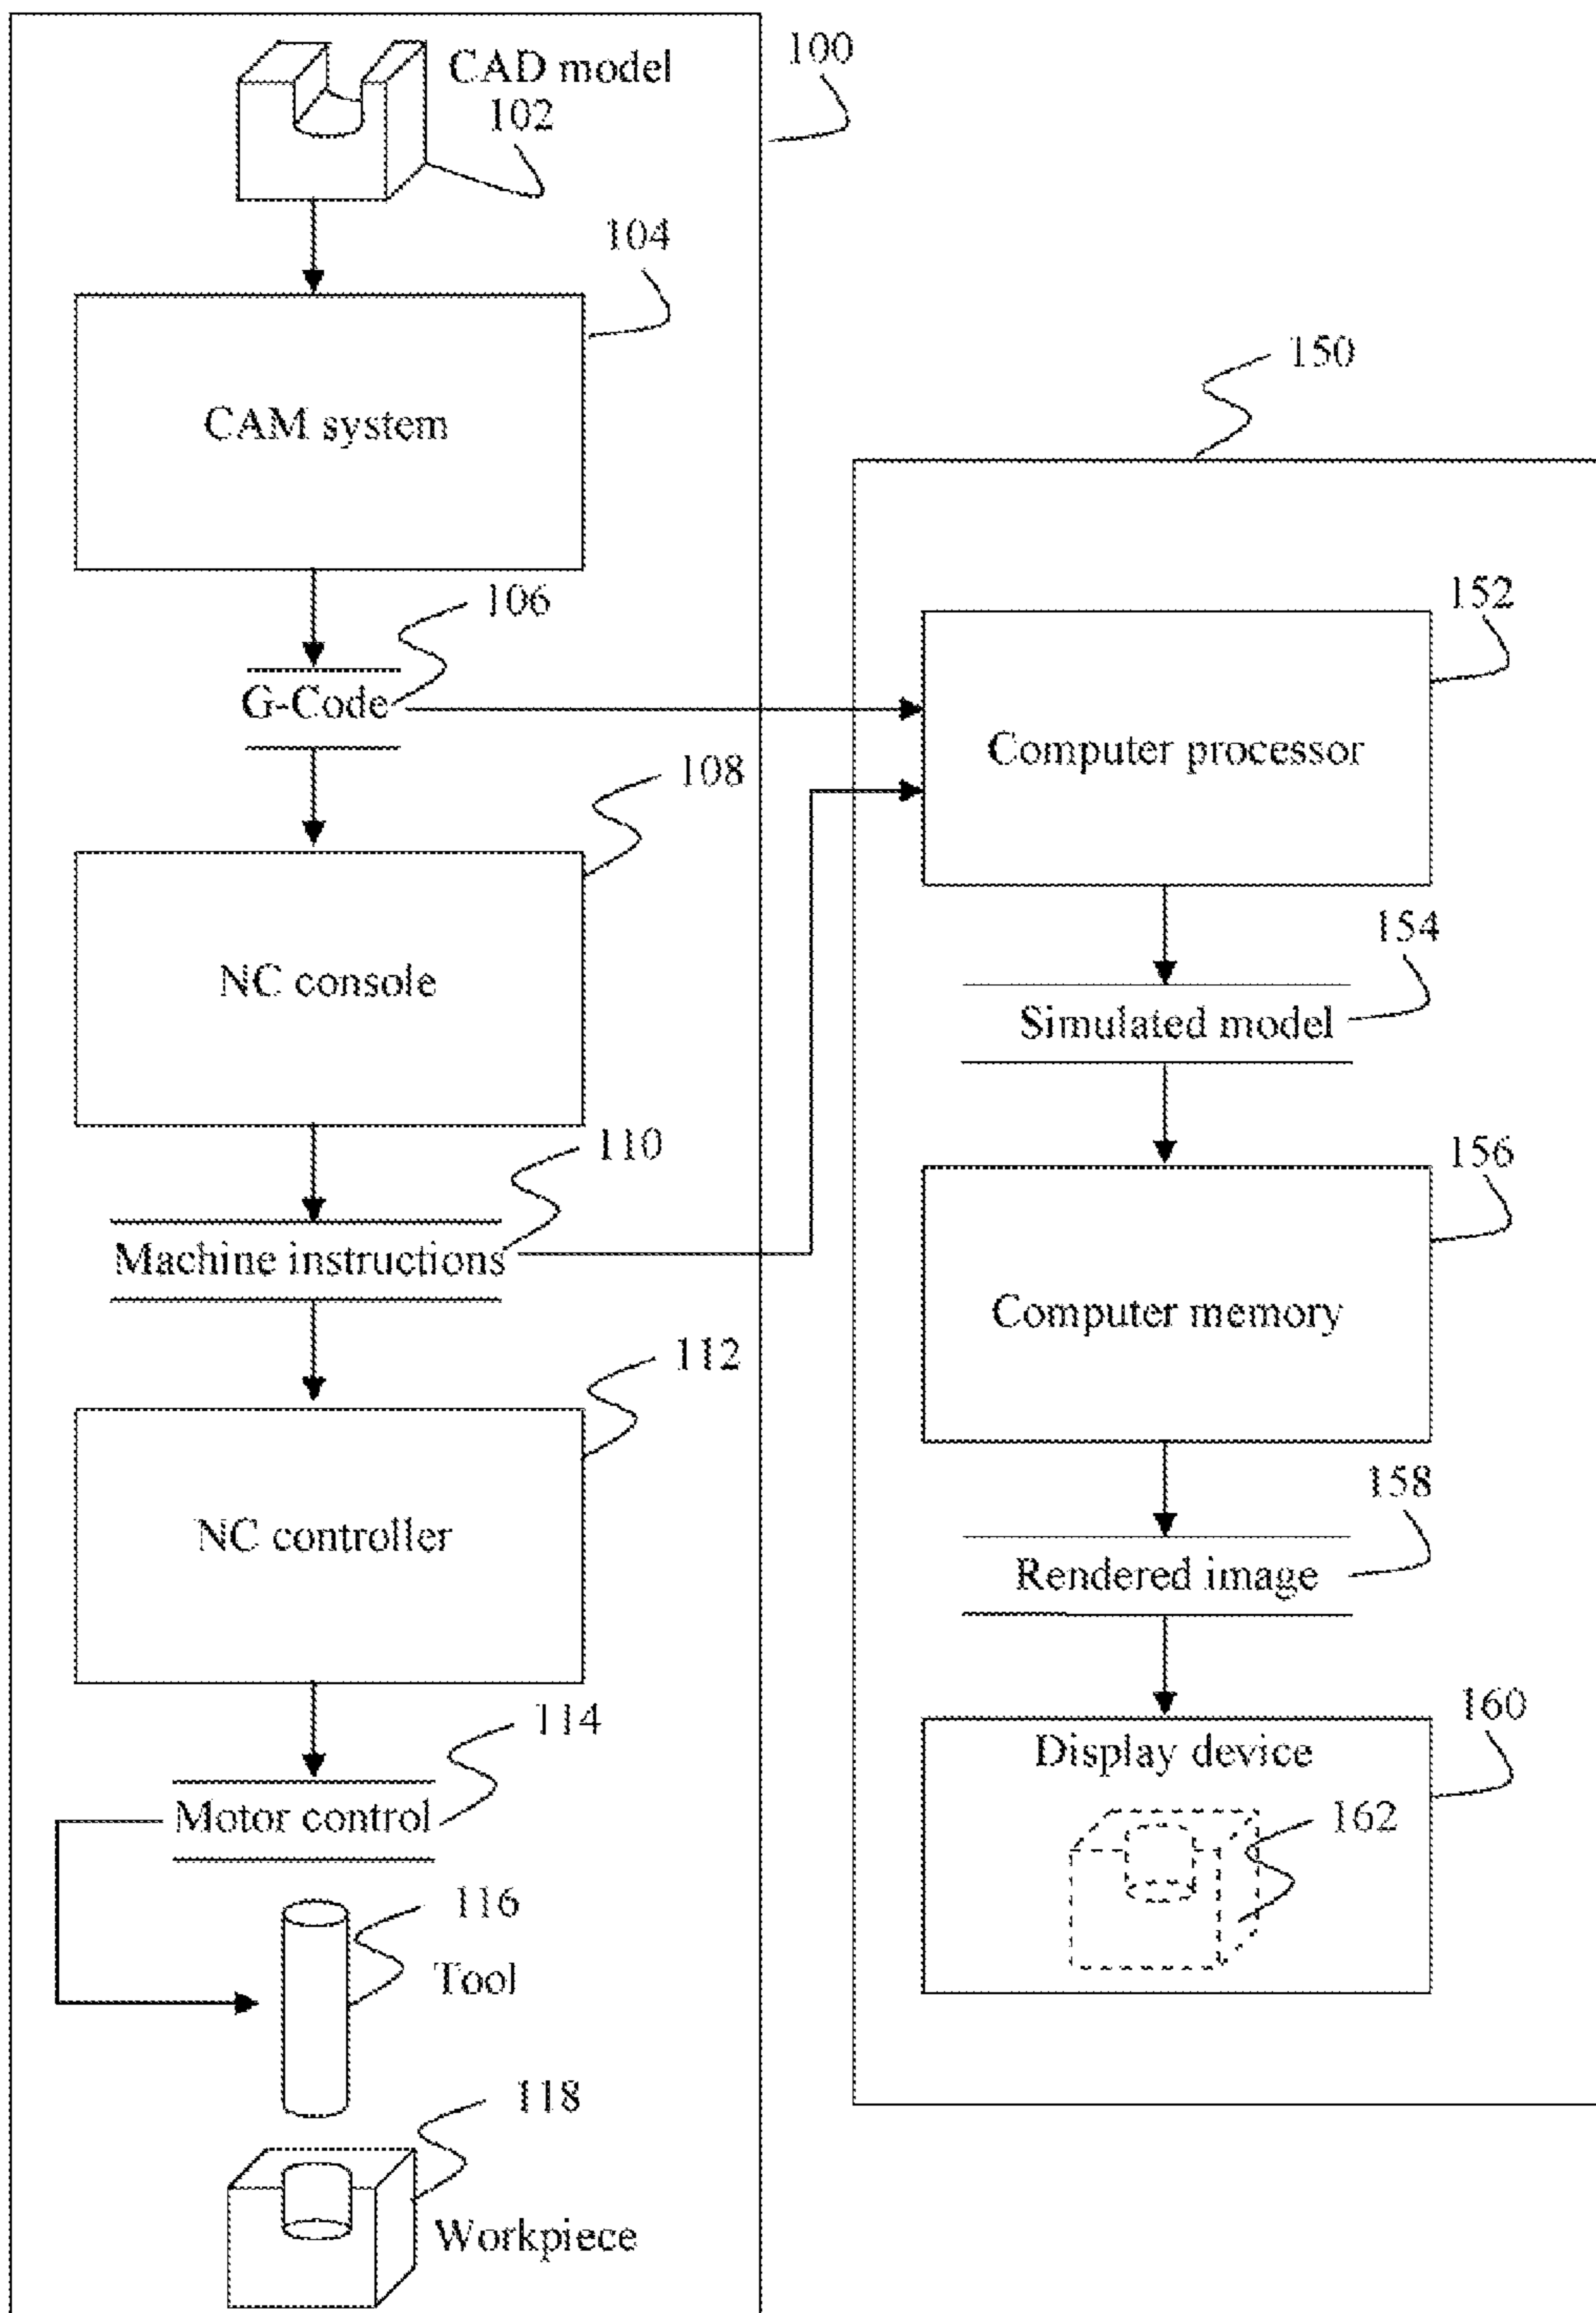 CAD model
102
100
104
CAM system
106
G-Code
108
NC console
110
Machine instructions
112
NC controller
114
Motor control
116
Tool
118
Workpiece
150
152
Computer processor
154
Simulated model
156
Computer memory
158
Rendered image
160
Display device
162